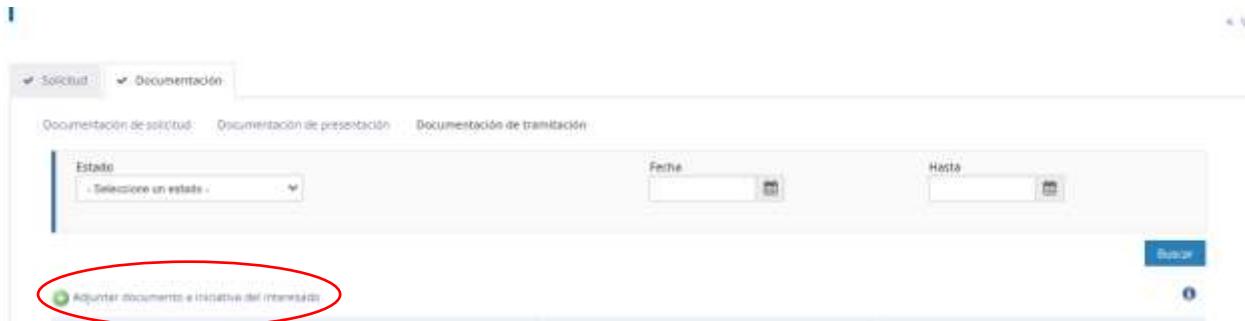 Solicitud
Documentación
Documentación de solicitud
Documentación de presentación
Documentación de tramitación
Estado
Fecha
Hasta
- Seleccione un estado -
Buscar
Adjuntar documento a iniciativa del interesado